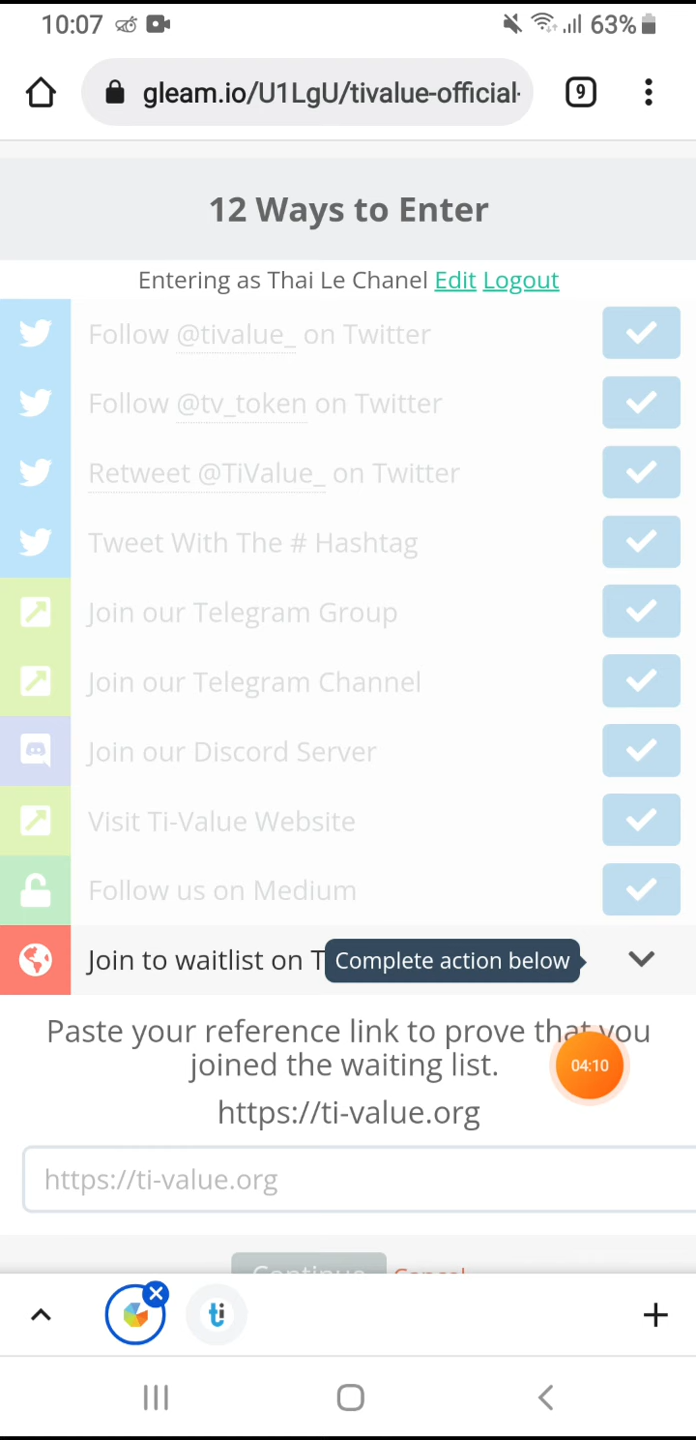 10:07
63%
gleam.io/U1LgU/tivalue-official-
9
12 Ways to Enter
Entering as Thai Le Chanel Edit Logout
Follow @tivalue_ on Twitter
Follow @tv_token on Twitter
Retweet @TiValue_ on Twitter
Tweet With The # Hashtag
Join our Telegram Group
Join our Telegram Channel
Join our Discord Server
Visit Ti-Value Website
Follow us on Medium
Join to waitlist on T Complete action below
Paste your reference link to prove that you
joined the waiting list.
04:10
https://ti-value.org
https://ti-value.org
Continue Cancel
ti